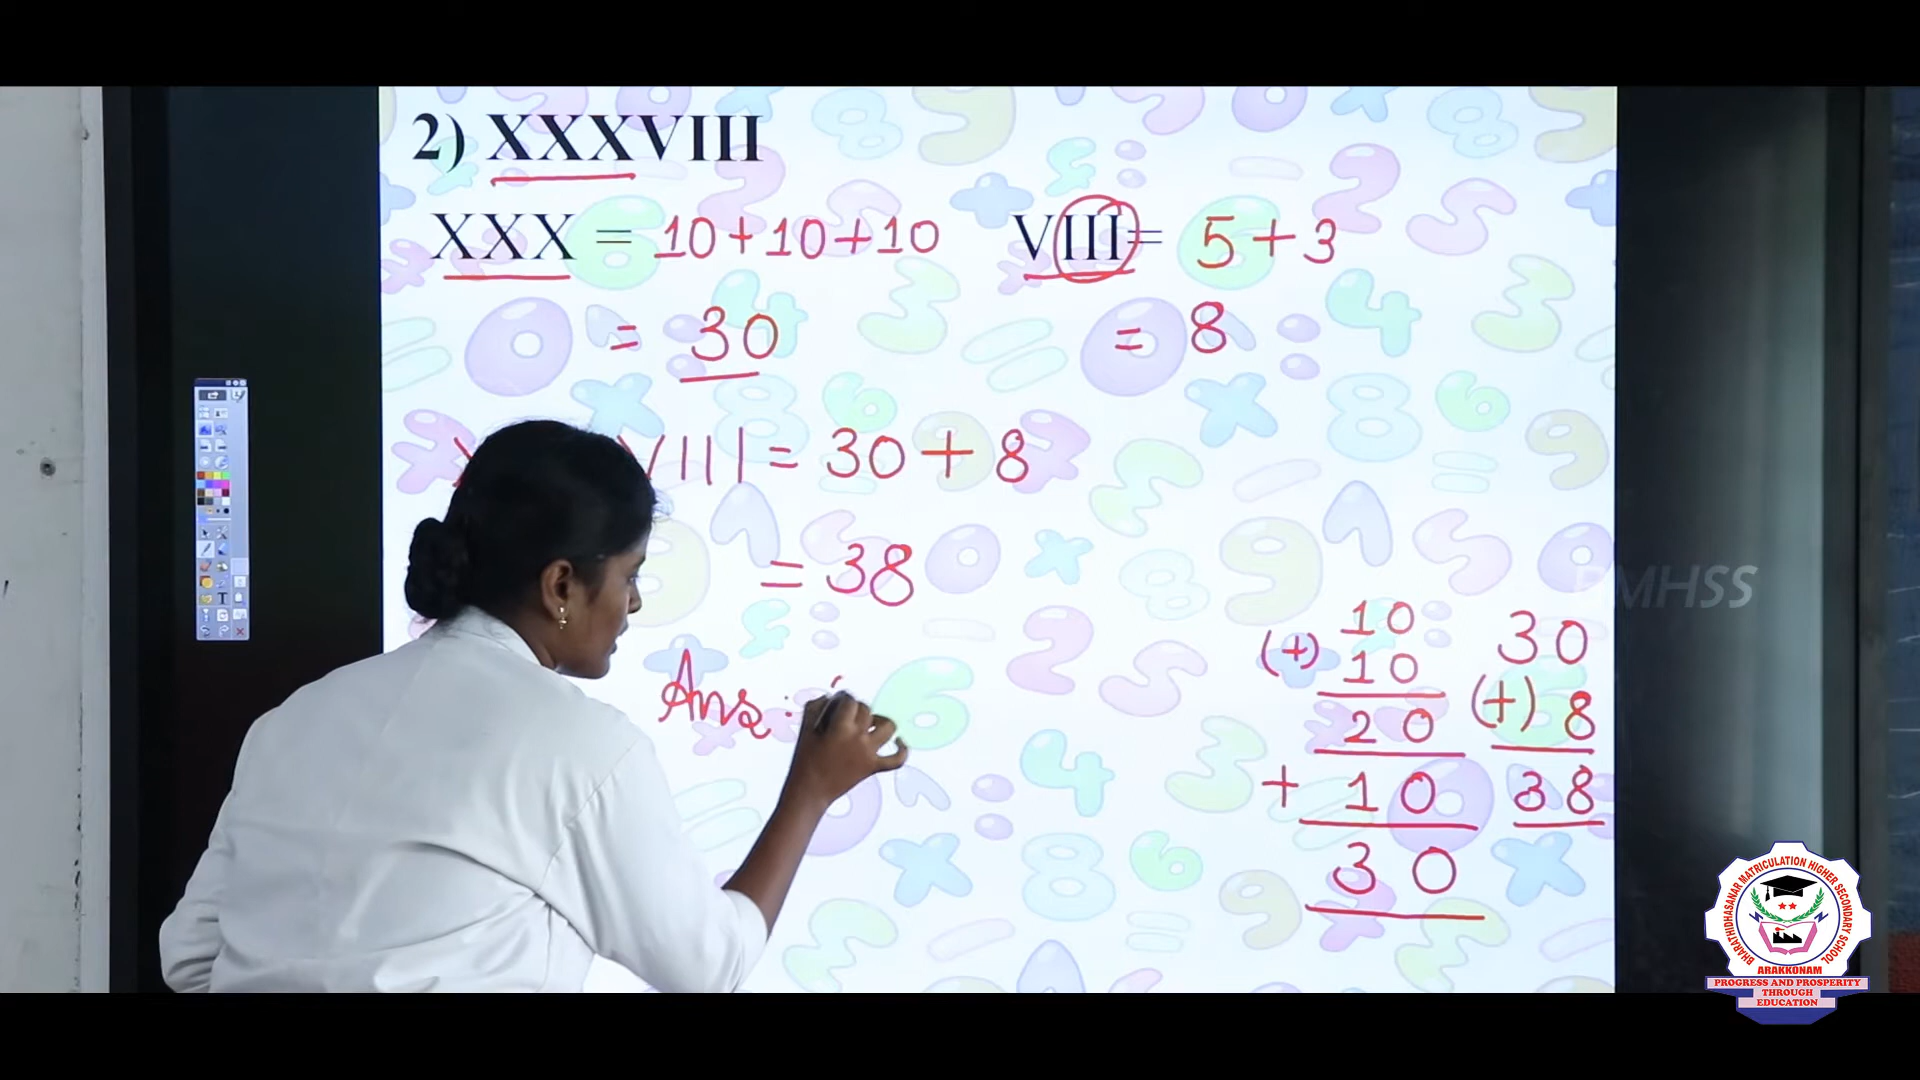 2) XXXVIII
XXX = 10+10+10
= 30
VIII = 5+3
= 8
VIII = 30 + 8
= 38
Ans :
10
(+) 10
20
+ 10
30
30
(+) 8
38
BMHSS
BHARATHIDHASANAR MATRICULATION HIGHER SECONDARY SCHOOL
ARAKKONAM
PROGRESS AND PROSPERITY
THROUGH
EDUCATION